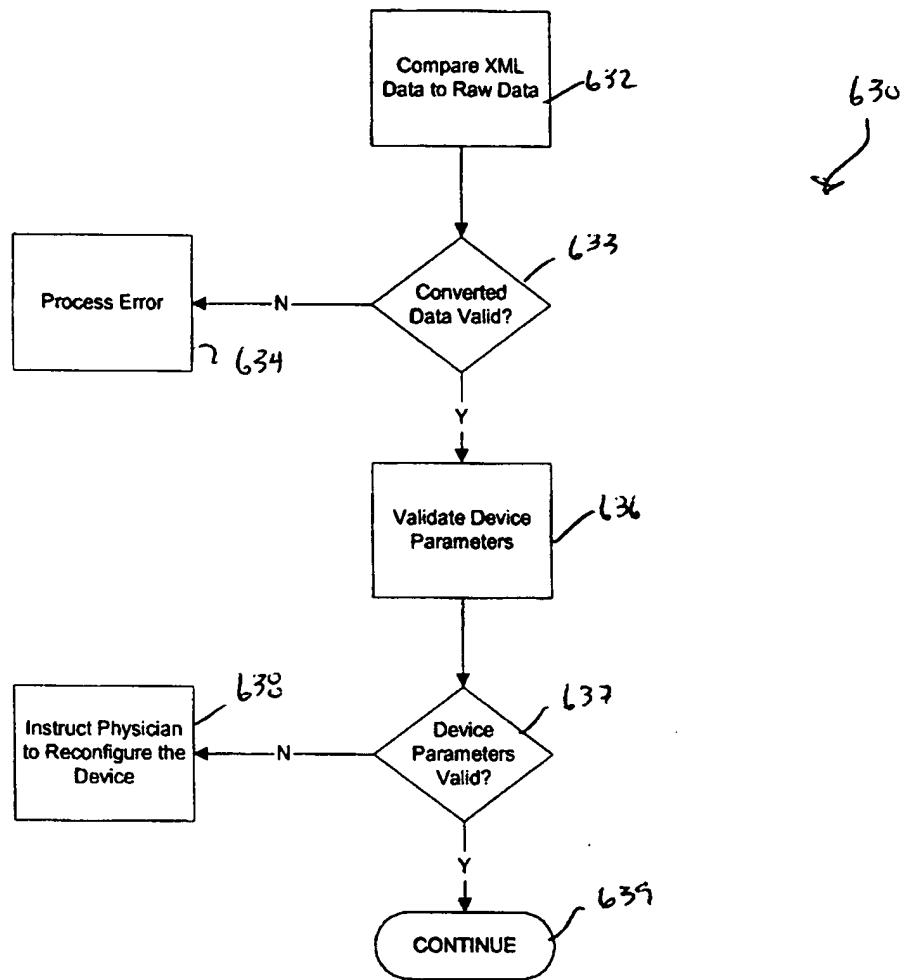 Compare XML
Data to Raw Data
632
630
633
Converted
Data Valid?
N
Process Error
634
Y
Validate Device
Parameters
636
638
637
Instruct Physician
to Reconfigure the
Device
N
Device
Parameters
Valid?
Y
639
CONTINUE